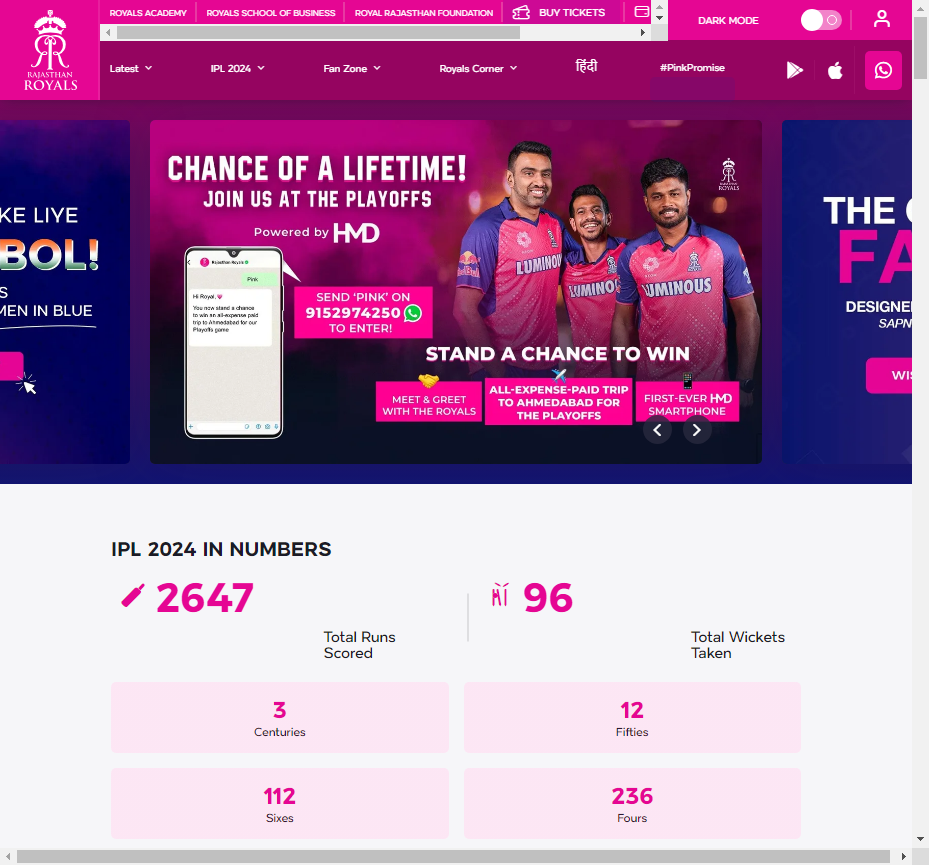 RAJASTHAN
ROYALS
ROYALS ACADEMY
ROYALS SCHOOL OF BUSINESS
ROYAL RAJASTHAN FOUNDATION
BUY TICKETS
DARK MODE
Latest
IPL 2024
Fan Zone
Royals Corner
हिंदी
#PinkPromise
KE LIVE
BOL!
S
MEN IN BLUE
CHANCE OF A LIFETIME!
JOIN US AT THE PLAYOFFS
Powered by HMD
Rajasthan Royals
Pink
Hi Royal,
You now stand a chance
to win an all-expense paid
trip to Ahmedabad for our
Playoffs game
SEND 'PINK' ON
9152974250
TO ENTER!
ROYALS
LUMINOUS
LUMINOUS
LUMINOUS
STAND A CHANCE TO WIN
MEET & GREET
WITH THE ROYALS
ALL-EXPENSE-PAID TRIP
TO AHMEDABAD FOR
THE PLAYOFFS
FIRST-EVER HMD
SMARTPHONE
THE
FA
DESIGNE
SAPN
WIS
IPL 2024 IN NUMBERS
2647
Total Runs
Scored
96
Total Wickets
Taken
3
Centuries
12
Fifties
112
Sixes
236
Fours